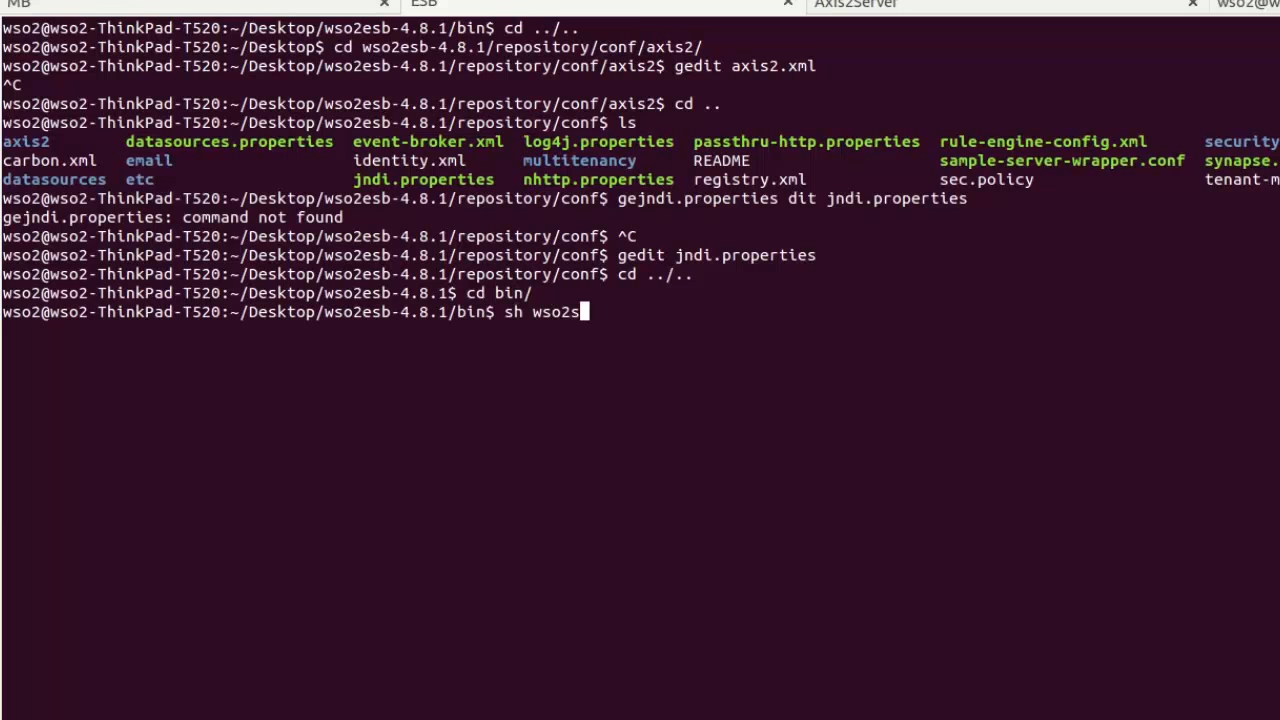 MB × ESB × Axis2Server × wso2@w
wso2@wso2-ThinkPad-T520:~/Desktop/wso2esb-4.8.1/bin$ cd ../..
wso2@wso2-ThinkPad-T520:~/Desktop$ cd wso2esb-4.8.1/repository/conf/axis2/
wso2@wso2-ThinkPad-T520:~/Desktop/wso2esb-4.8.1/repository/conf/axis2$ gedit axis2.xml
^C
wso2@wso2-ThinkPad-T520:~/Desktop/wso2esb-4.8.1/repository/conf/axis2$ cd ..
wso2@wso2-ThinkPad-T520:~/Desktop/wso2esb-4.8.1/repository/conf$ ls
axis2 datasources.properties event-broker.xml log4j.properties passthru-http.properties rule-engine-config.xml security
carbon.xml email identity.xml multitenancy README sample-server-wrapper.conf synapse.
datasources etc jndi.properties nhttp.properties registry.xml sec.policy tenant-m
wso2@wso2-ThinkPad-T520:~/Desktop/wso2esb-4.8.1/repository/conf$ gejndi.properties dit jndi.properties
gejndi.properties: command not found
wso2@wso2-ThinkPad-T520:~/Desktop/wso2esb-4.8.1/repository/conf$ ^C
wso2@wso2-ThinkPad-T520:~/Desktop/wso2esb-4.8.1/repository/conf$ gedit jndi.properties
wso2@wso2-ThinkPad-T520:~/Desktop/wso2esb-4.8.1/repository/conf$ cd ../..
wso2@wso2-ThinkPad-T520:~/Desktop/wso2esb-4.8.1$ cd bin/
wso2@wso2-ThinkPad-T520:~/Desktop/wso2esb-4.8.1/bin$ sh wso2s